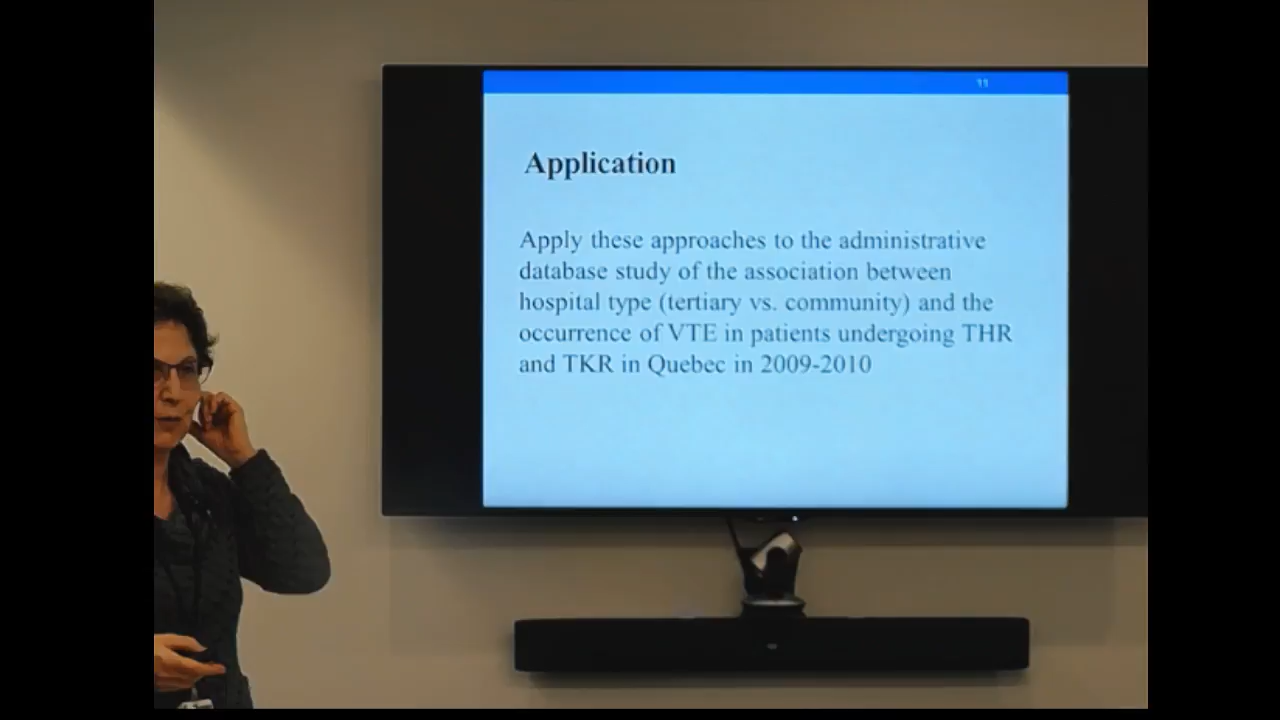 11
Application
Apply these approaches to the administrative
database study of the association between
hospital type (tertiary vs. community) and the
occurrence of VTE in patients undergoing THR
and TKR in Quebec in 2009-2010